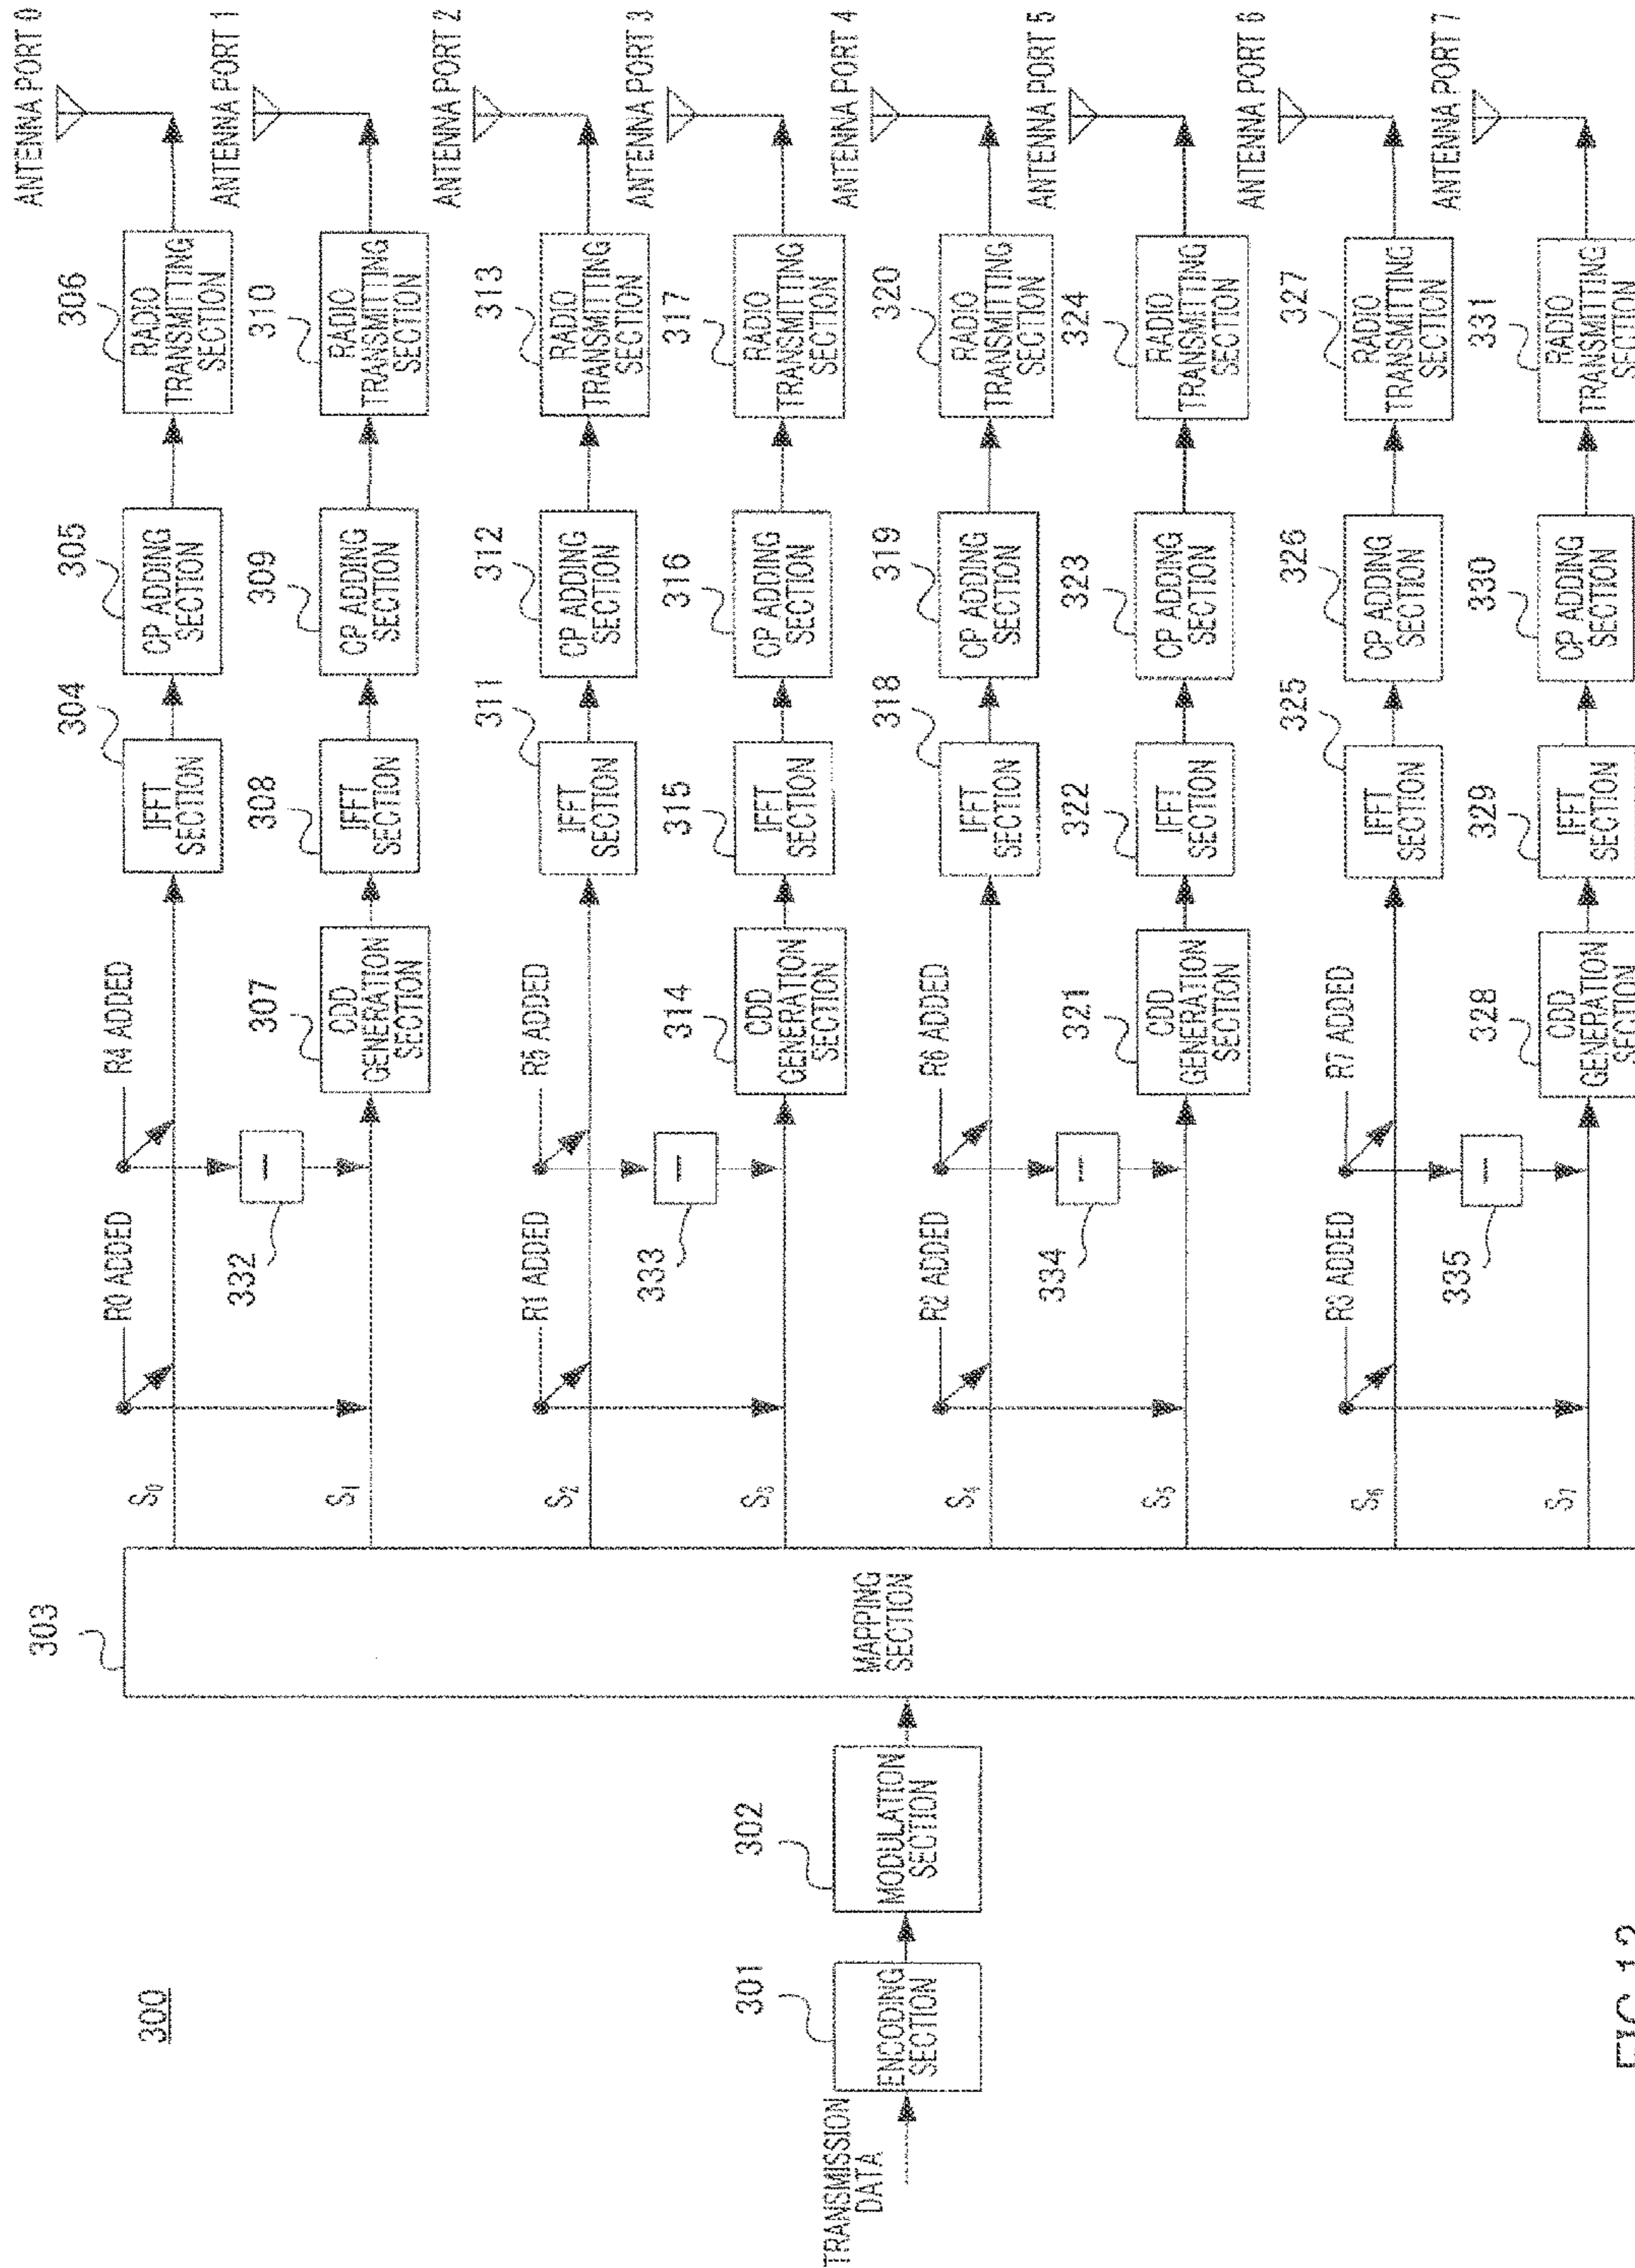 300
TRANSMISSION
DATA
301
ENCODING
SECTION
302
MODULATION
SECTION
303
MAPPING
SECTION
S0
R0 ADDED
R4 ADDED
304
IFFT
SECTION
305
CP ADDING
SECTION
306
RADIO
TRANSMITTING
SECTION
ANTENNA PORT 0
332
S1
307
CDD
GENERATION
SECTION
308
IFFT
SECTION
309
CP ADDING
SECTION
310
RADIO
TRANSMITTING
SECTION
ANTENNA PORT 1
S2
R1 ADDED
R5 ADDED
311
IFFT
SECTION
312
CP ADDING
SECTION
313
RADIO
TRANSMITTING
SECTION
ANTENNA PORT 2
333
S3
314
CDD
GENERATION
SECTION
315
IFFT
SECTION
316
CP ADDING
SECTION
317
RADIO
TRANSMITTING
SECTION
ANTENNA PORT 3
S4
R2 ADDED
R6 ADDED
318
IFFT
SECTION
319
CP ADDING
SECTION
320
RADIO
TRANSMITTING
SECTION
ANTENNA PORT 4
334
S5
321
CDD
GENERATION
SECTION
322
IFFT
SECTION
323
CP ADDING
SECTION
324
RADIO
TRANSMITTING
SECTION
ANTENNA PORT 5
S6
R3 ADDED
R7 ADDED
325
IFFT
SECTION
326
CP ADDING
SECTION
327
RADIO
TRANSMITTING
SECTION
ANTENNA PORT 6
335
S7
328
CDD
GENERATION
SECTION
329
IFFT
SECTION
330
CP ADDING
SECTION
331
RADIO
TRANSMITTING
SECTION
ANTENNA PORT 7
FIG.